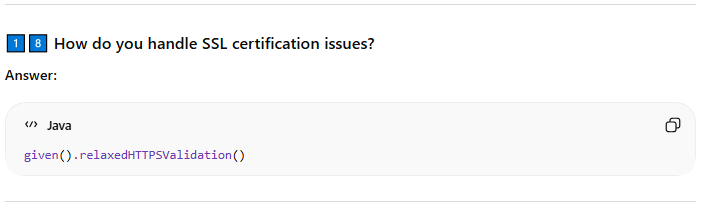 1 8 How do you handle SSL certification issues?
Answer:
</> Java
given().relaxedHTTPSValidation()